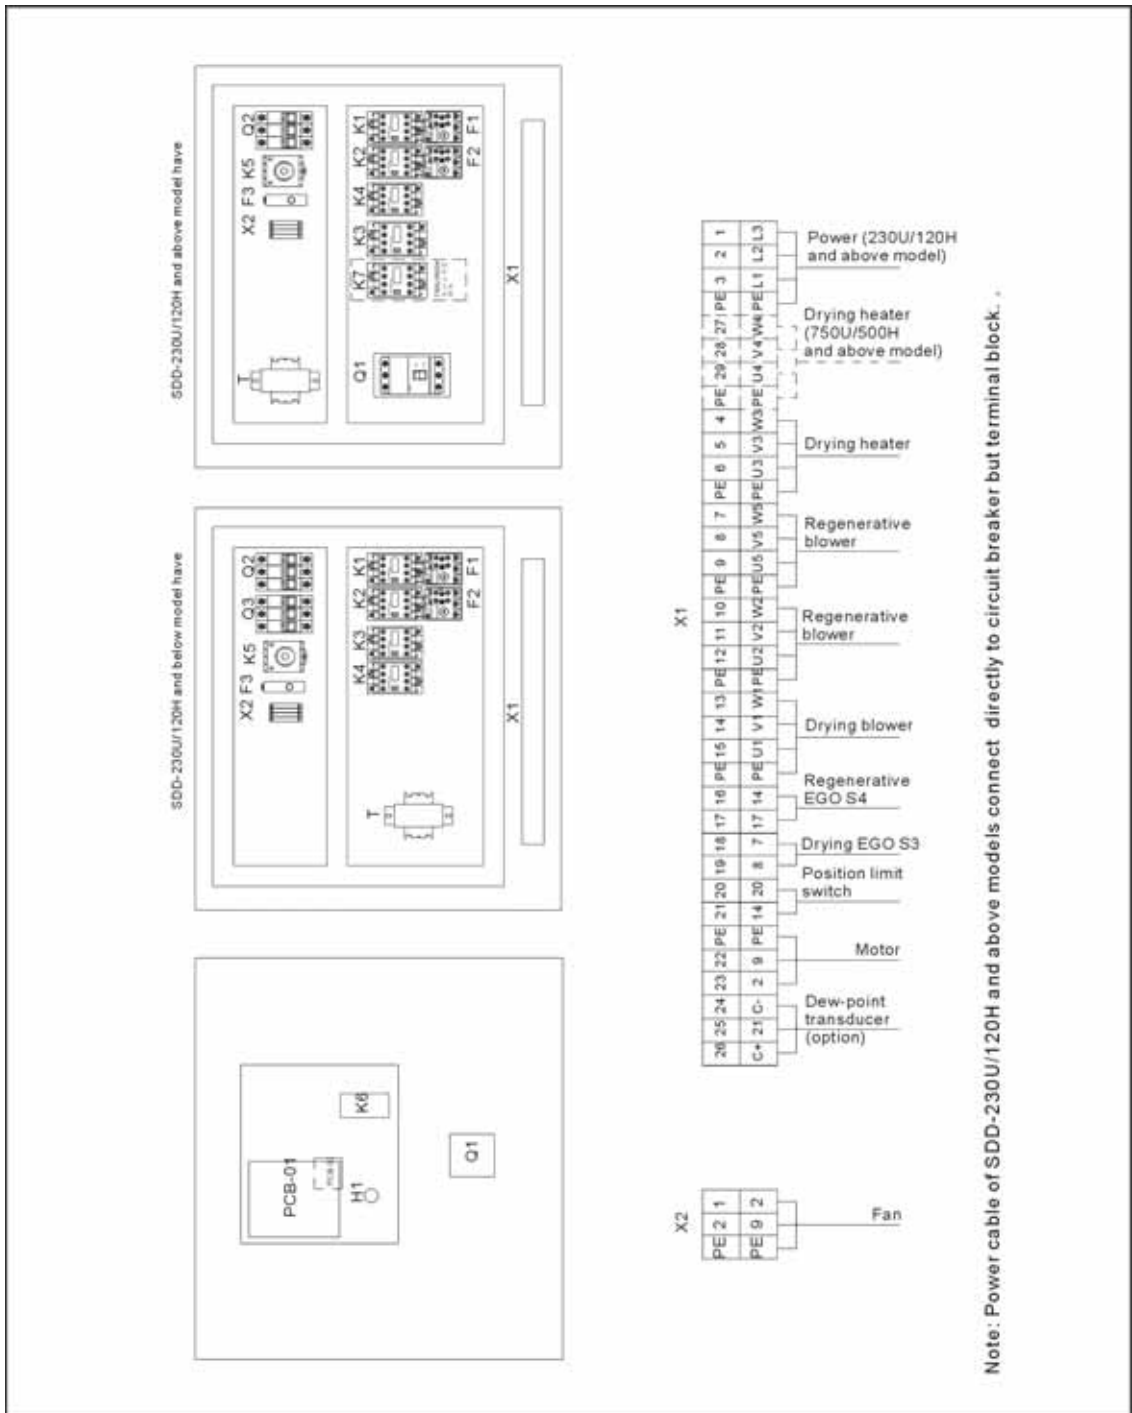 SDD-230U/120H and above model have
Q2
K5
F3
X2
T
K1
F1
K2
F2
K4
K3
K7
Q1
X1
SDD-230U/120H and below model have
Q2
Q3
K5
F3
X2
K1
F1
K2
F2
K3
K4
T
X1
PCB-01
K6
H1
Q1
X1
1 L3
2 L2
3 L1
PE PE
Power (230U/120H
and above model)
27 W4
28 V4
29 U4
PE PE
Drying heater
(750U/500H
and above model)
4 W3
5 V3
6 U3
PE PE
Drying heater
7 W5
8 V5
9 U5
PE PE
Regenerative
blower
10 W2
11 V2
12 U2
PE PE
Regenerative
blower
13 W1
14 V1
15 U1
PE PE
Drying blower
16 14
17 17
Regenerative
EGO S4
18 7
19 8
Drying EGO S3
20 20
21 14
Position limit
switch
PE PE
22 9
23 2
Motor
24 C-
25 21
26 C+
Dew-point
transducer
(option)
X2
1 2
2 9
PE PE
Fan
Note: Power cable of SDD-230U/120H and above models connect directly to circuit breaker but terminal block. .